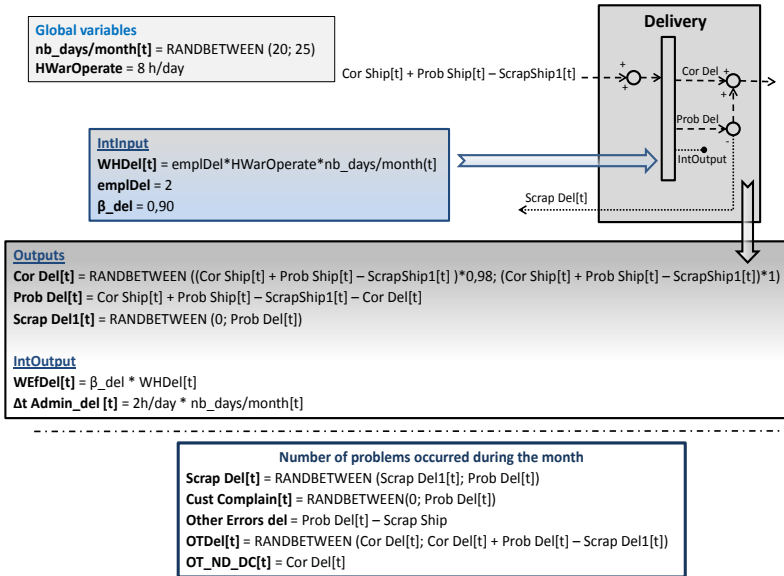 Global variables
nb_days/month[t] = RANDBETWEEN (20; 25)
HWarOperate = 8 h/day
Delivery
Cor Ship[t] + Prob Ship[t] – ScrapShip1[t]
+
+
Cor Del
+
+
Prob Del
-
IntOutput
Scrap Del[t]
IntInput
WHDel[t] = emplDel*HWarOperate*nb_days/month(t]
emplDel = 2
β_del = 0,90
Outputs
Cor Del[t] = RANDBETWEEN ((Cor Ship[t] + Prob Ship[t] – ScrapShip1[t] )*0,98; (Cor Ship[t] + Prob Ship[t] – ScrapShip1[t])*1)
Prob Del[t] = Cor Ship[t] + Prob Ship[t] – ScrapShip1[t] – Cor Del[t]
Scrap Del1[t] = RANDBETWEEN (0; Prob Del[t])
IntOutput
WEfDel[t] = β_del * WHDel[t]
Δt Admin_del [t] = 2h/day * nb_days/month[t]
Number of problems occurred during the month
Scrap Del[t] = RANDBETWEEN (Scrap Del1[t]; Prob Del[t])
Cust Complain[t] = RANDBETWEEN(0; Prob Del[t])
Other Errors del = Prob Del[t] – Scrap Ship
OTDel[t] = RANDBETWEEN (Cor Del[t]; Cor Del[t] + Prob Del[t] – Scrap Del1[t])
OT_ND_DC[t] = Cor Del[t]